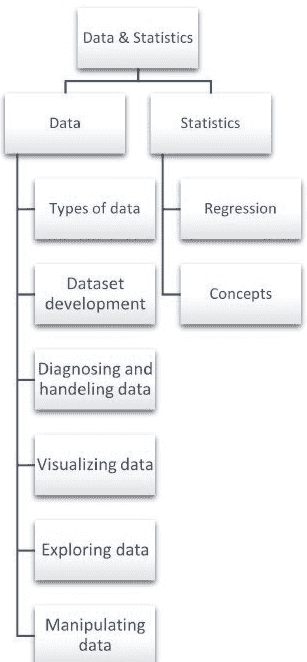 Data & Statistics
Data
Statistics
Types of data
Regression
Dataset
development
Concepts
Diagnosing and
handeling data
Visualizing data
Exploring data
Manipulating
data